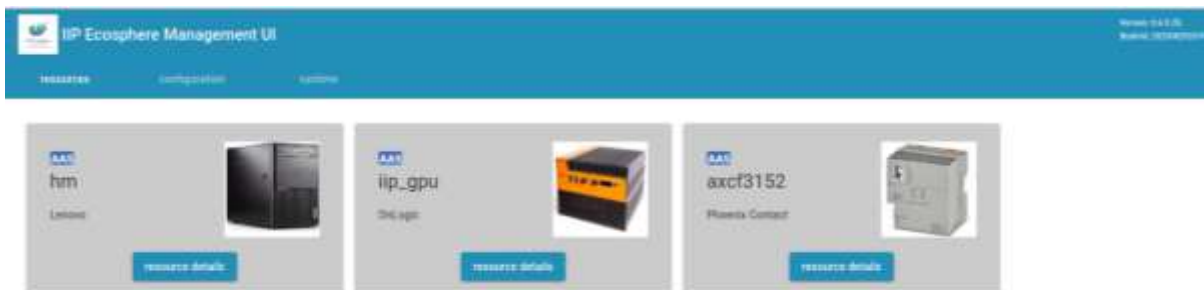 IIP Ecosphere Management UI
resources configuration runtime
AAS
hm
Lenovo
resource details
AAS
iip_gpu
OnLogic
resource details
AAS
axcf3152
Phoenix Contact
resource details